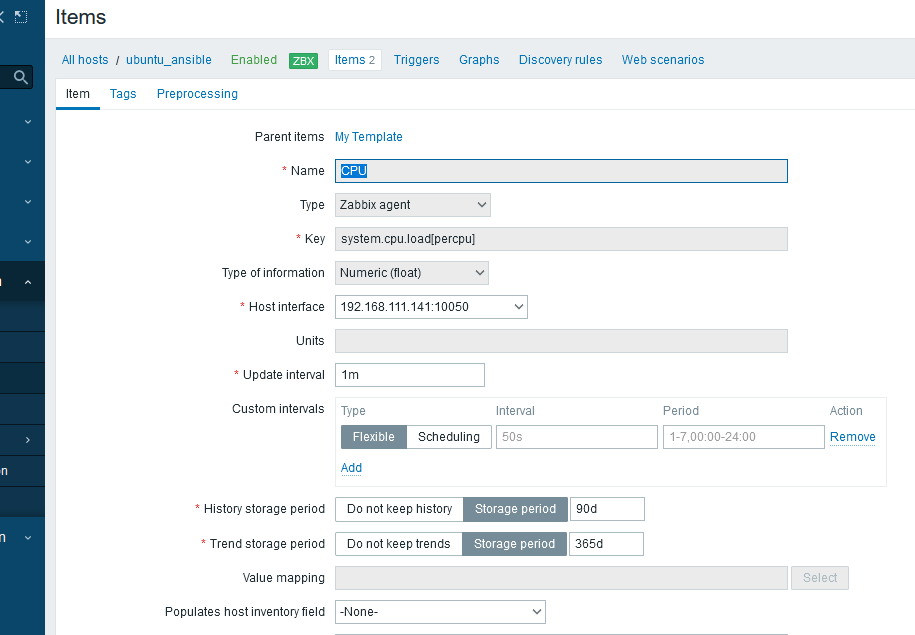 Items
All hosts / ubuntu_ansible Enabled ZBX Items 2 Triggers Graphs Discovery rules Web scenarios
Item Tags Preprocessing
Parent items My Template
* Name CPU
Type Zabbix agent
* Key system.cpu.load[percpu]
Type of information Numeric (float)
* Host interface 192.168.111.141:10050
Units
* Update interval 1m
Custom intervals Type Interval Period Action
Flexible Scheduling 50s 1-7,00:00-24:00 Remove
Add
* History storage period Do not keep history Storage period 90d
* Trend storage period Do not keep trends Storage period 365d
Value mapping Select
Populates host inventory field -None-